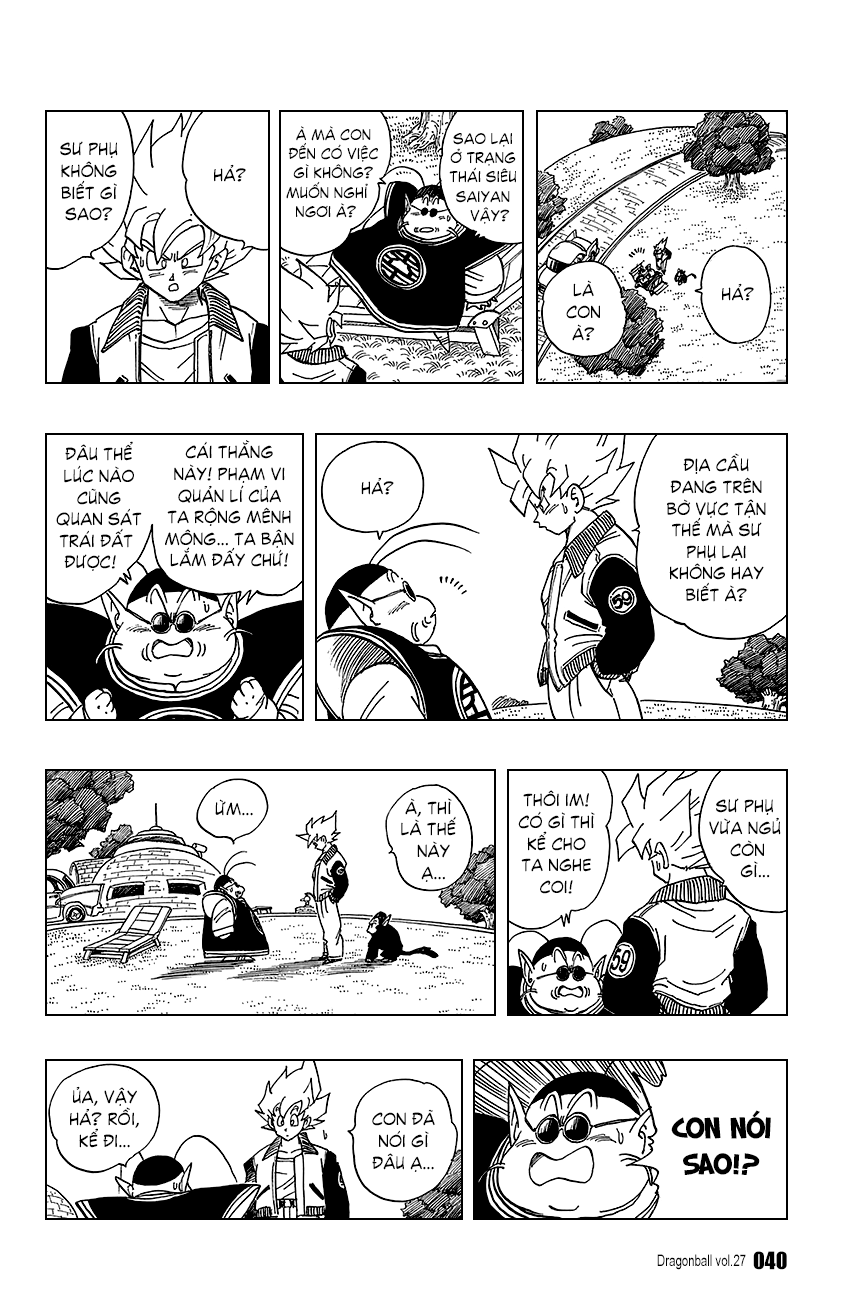 HẢ?
LÀ
CON
À?
SAO LẠI
Ở TRẠNG
THÁI SIÊU
SAIYAN
VẬY?
À MÀ CON
ĐẾN CÓ VIỆC
GÌ KHÔNG?
MUỐN NGHỈ
NGƠI À?
HẢ?
SƯ PHỤ
KHÔNG
BIẾT GÌ
SAO?
ĐỊA CẦU
ĐANG TRÊN
BỜ VỰC TẬN
THẾ MÀ SƯ
PHỤ LẠI
KHÔNG HAY
BIẾT À?
HẢ?
59
CÁI THẰNG
NÀY! PHẠM VI
QUẢN LÍ CỦA
TA RỘNG MÊNH
MÔNG... TA BẬN
LẮM ĐẤY CHỨ!
ĐÂU THỂ
LÚC NÀO
CŨNG
QUAN SÁT
TRÁI ĐẤT
ĐƯỢC!
SƯ PHỤ
VỪA NGỦ
CÒN
GÌ...
THÔI IM!
CÓ GÌ THÌ
KỂ CHO
TA NGHE
COI!
59
À, THÌ
LÀ THẾ
NÀY
Ạ...
ỪM...
CON NÓI
SAO!?
CON ĐÃ
NÓI GÌ
ĐÂU Ạ...
ỦA, VẬY
HẢ? RỒI,
KỂ ĐI...
Dragonball vol.27 040